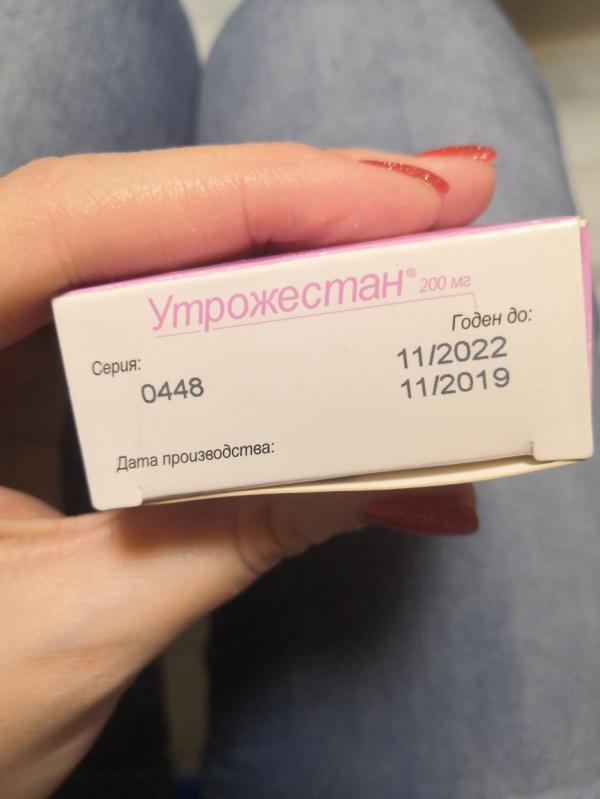 Утрожестан® 200 мг
Годен до:
Серия:
11/2022
0448
11/2019
Дата производства: